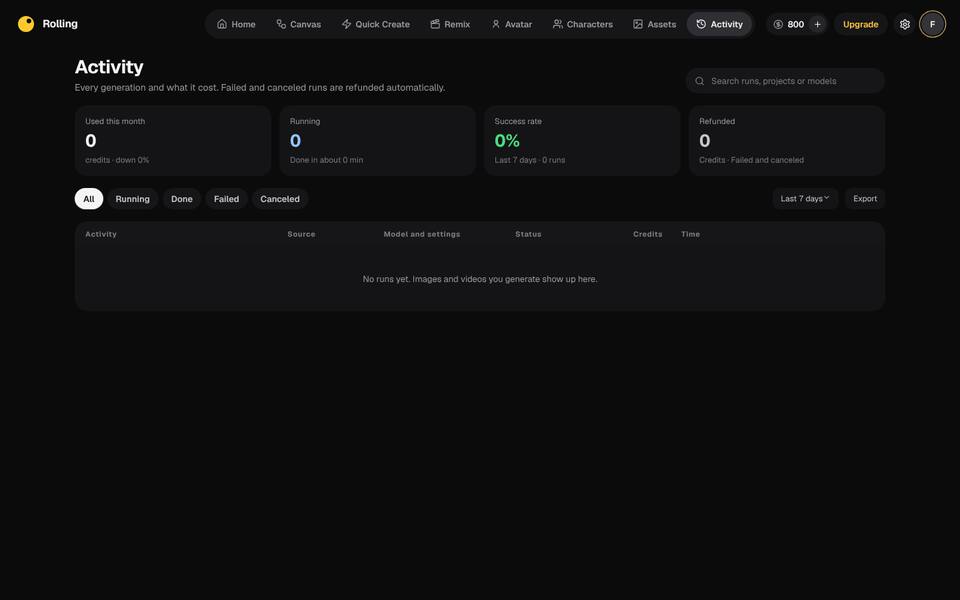 Rolling
Home
Canvas
Quick Create
Remix
Avatar
Characters
Assets
Activity
800
Upgrade
F
Activity
Every generation and what it cost. Failed and canceled runs are refunded automatically.
Search runs, projects or models
Used this month
0
credits · down 0%
Running
0
Done in about 0 min
Success rate
0%
Last 7 days · 0 runs
Refunded
0
Credits · Failed and canceled
All
Running
Done
Failed
Canceled
Last 7 days
Export
Activity
Source
Model and settings
Status
Credits
Time
No runs yet. Images and videos you generate show up here.